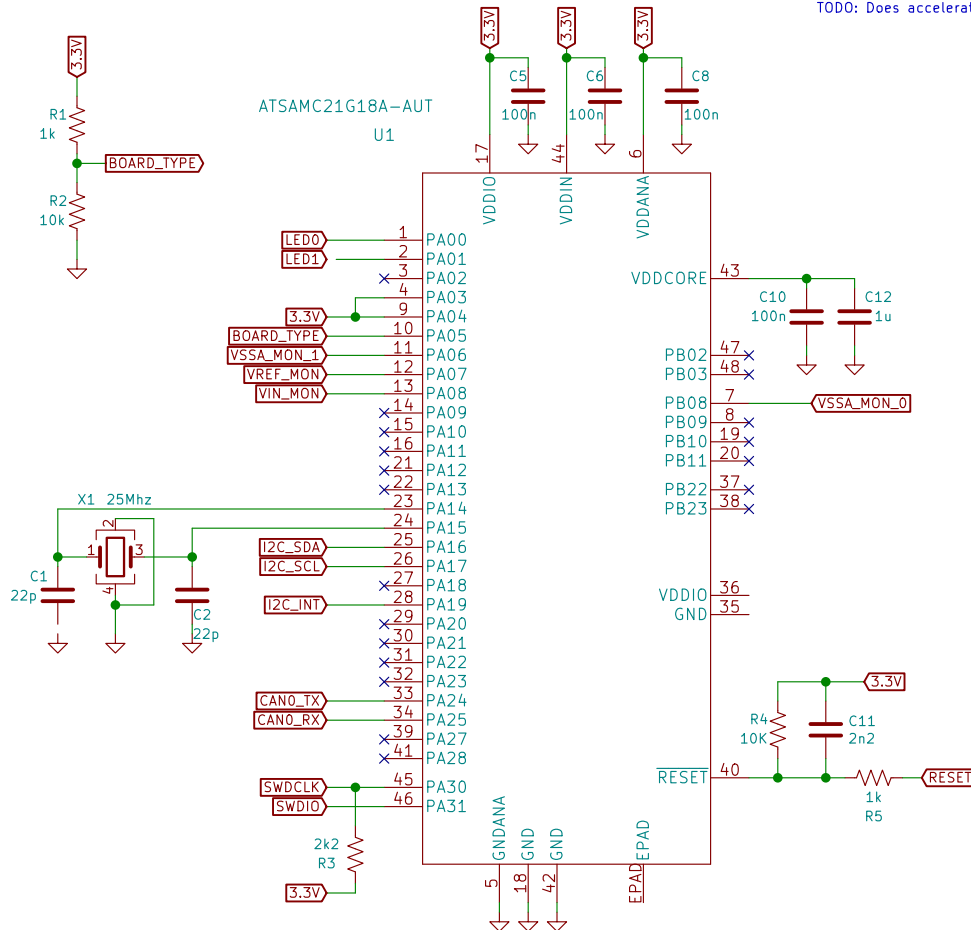 TODO: Does accelerat
3.3V
3.3V
3.3V
3.3V
C5
100n
C6
100n
C8
100n
ATSAMC21G18A-AUT
U1
R1
1k
BOARD_TYPE
R2
10k
17
VDDIO
44
VDDIN
6
VDDANA
LED0 1 PA00
LED1 2 PA01
3 PA02
4 PA03
3.3V 9 PA04
BOARD_TYPE 10 PA05
VSSA_MON_1 11 PA06
VREF_MON 12 PA07
VIN_MON 13 PA08
14 PA09
15 PA10
16 PA11
21 PA12
22 PA13
23 PA14
24 PA15
I2C_SDA 25 PA16
I2C_SCL 26 PA17
27 PA18
I2C_INT 28 PA19
29 PA20
30 PA21
31 PA22
32 PA23
CAN0_TX 33 PA24
CAN0_RX 34 PA25
39 PA27
41 PA28
SWDCLK 45 PA30
SWDIO 46 PA31
2k2
R3
3.3V
X1 25Mhz
1
2
3
4
C1
22p
C2
22p
VDDCORE 43
C10
100n
C12
1u
PB02 47
PB03 48
PB08 7 VSSA_MON_0
PB09 8
PB10 19
PB11 20
PB22 37
PB23 38
VDDIO 36
GND 35
3.3V
R4
10K
C11
2n2
RESET 40
RESET
1k
R5
GNDANA
5
GND
18
GND
42
EPAD
EPAD